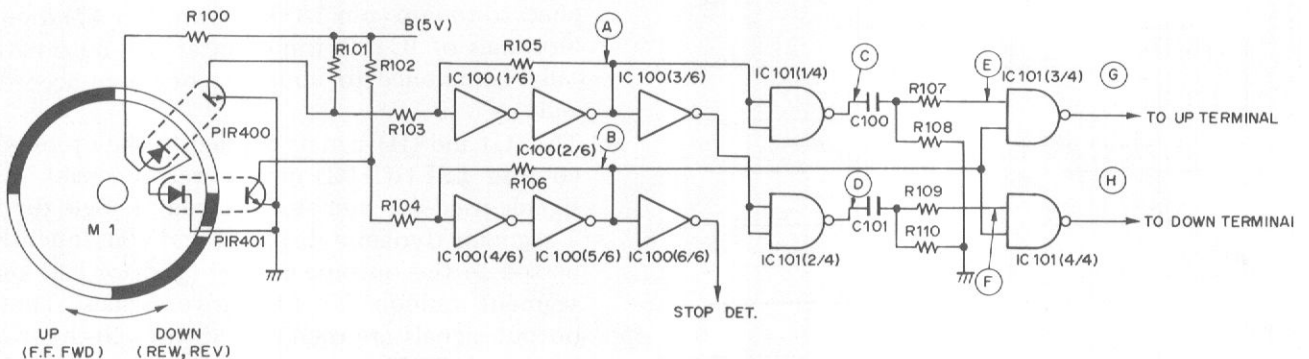 R100
B(5V)
R101
R102
R105
A
IC100(1/6)
IC100(3/6)
R103
IC100(2/6)
B
R106
R104
IC100(4/6)
IC100(5/6)
IC100(6/6)
PIR400
PIR401
M1
UP
(F.F. FWD)
DOWN
(REW, REV)
STOP DET.
IC101(1/4)
C
C100
R107
R108
E
IC101(3/4)
G
TO UP TERMINAL
D
C101
R109
R110
IC101(2/4)
F
IC101(4/4)
H
TO DOWN TERMINAl